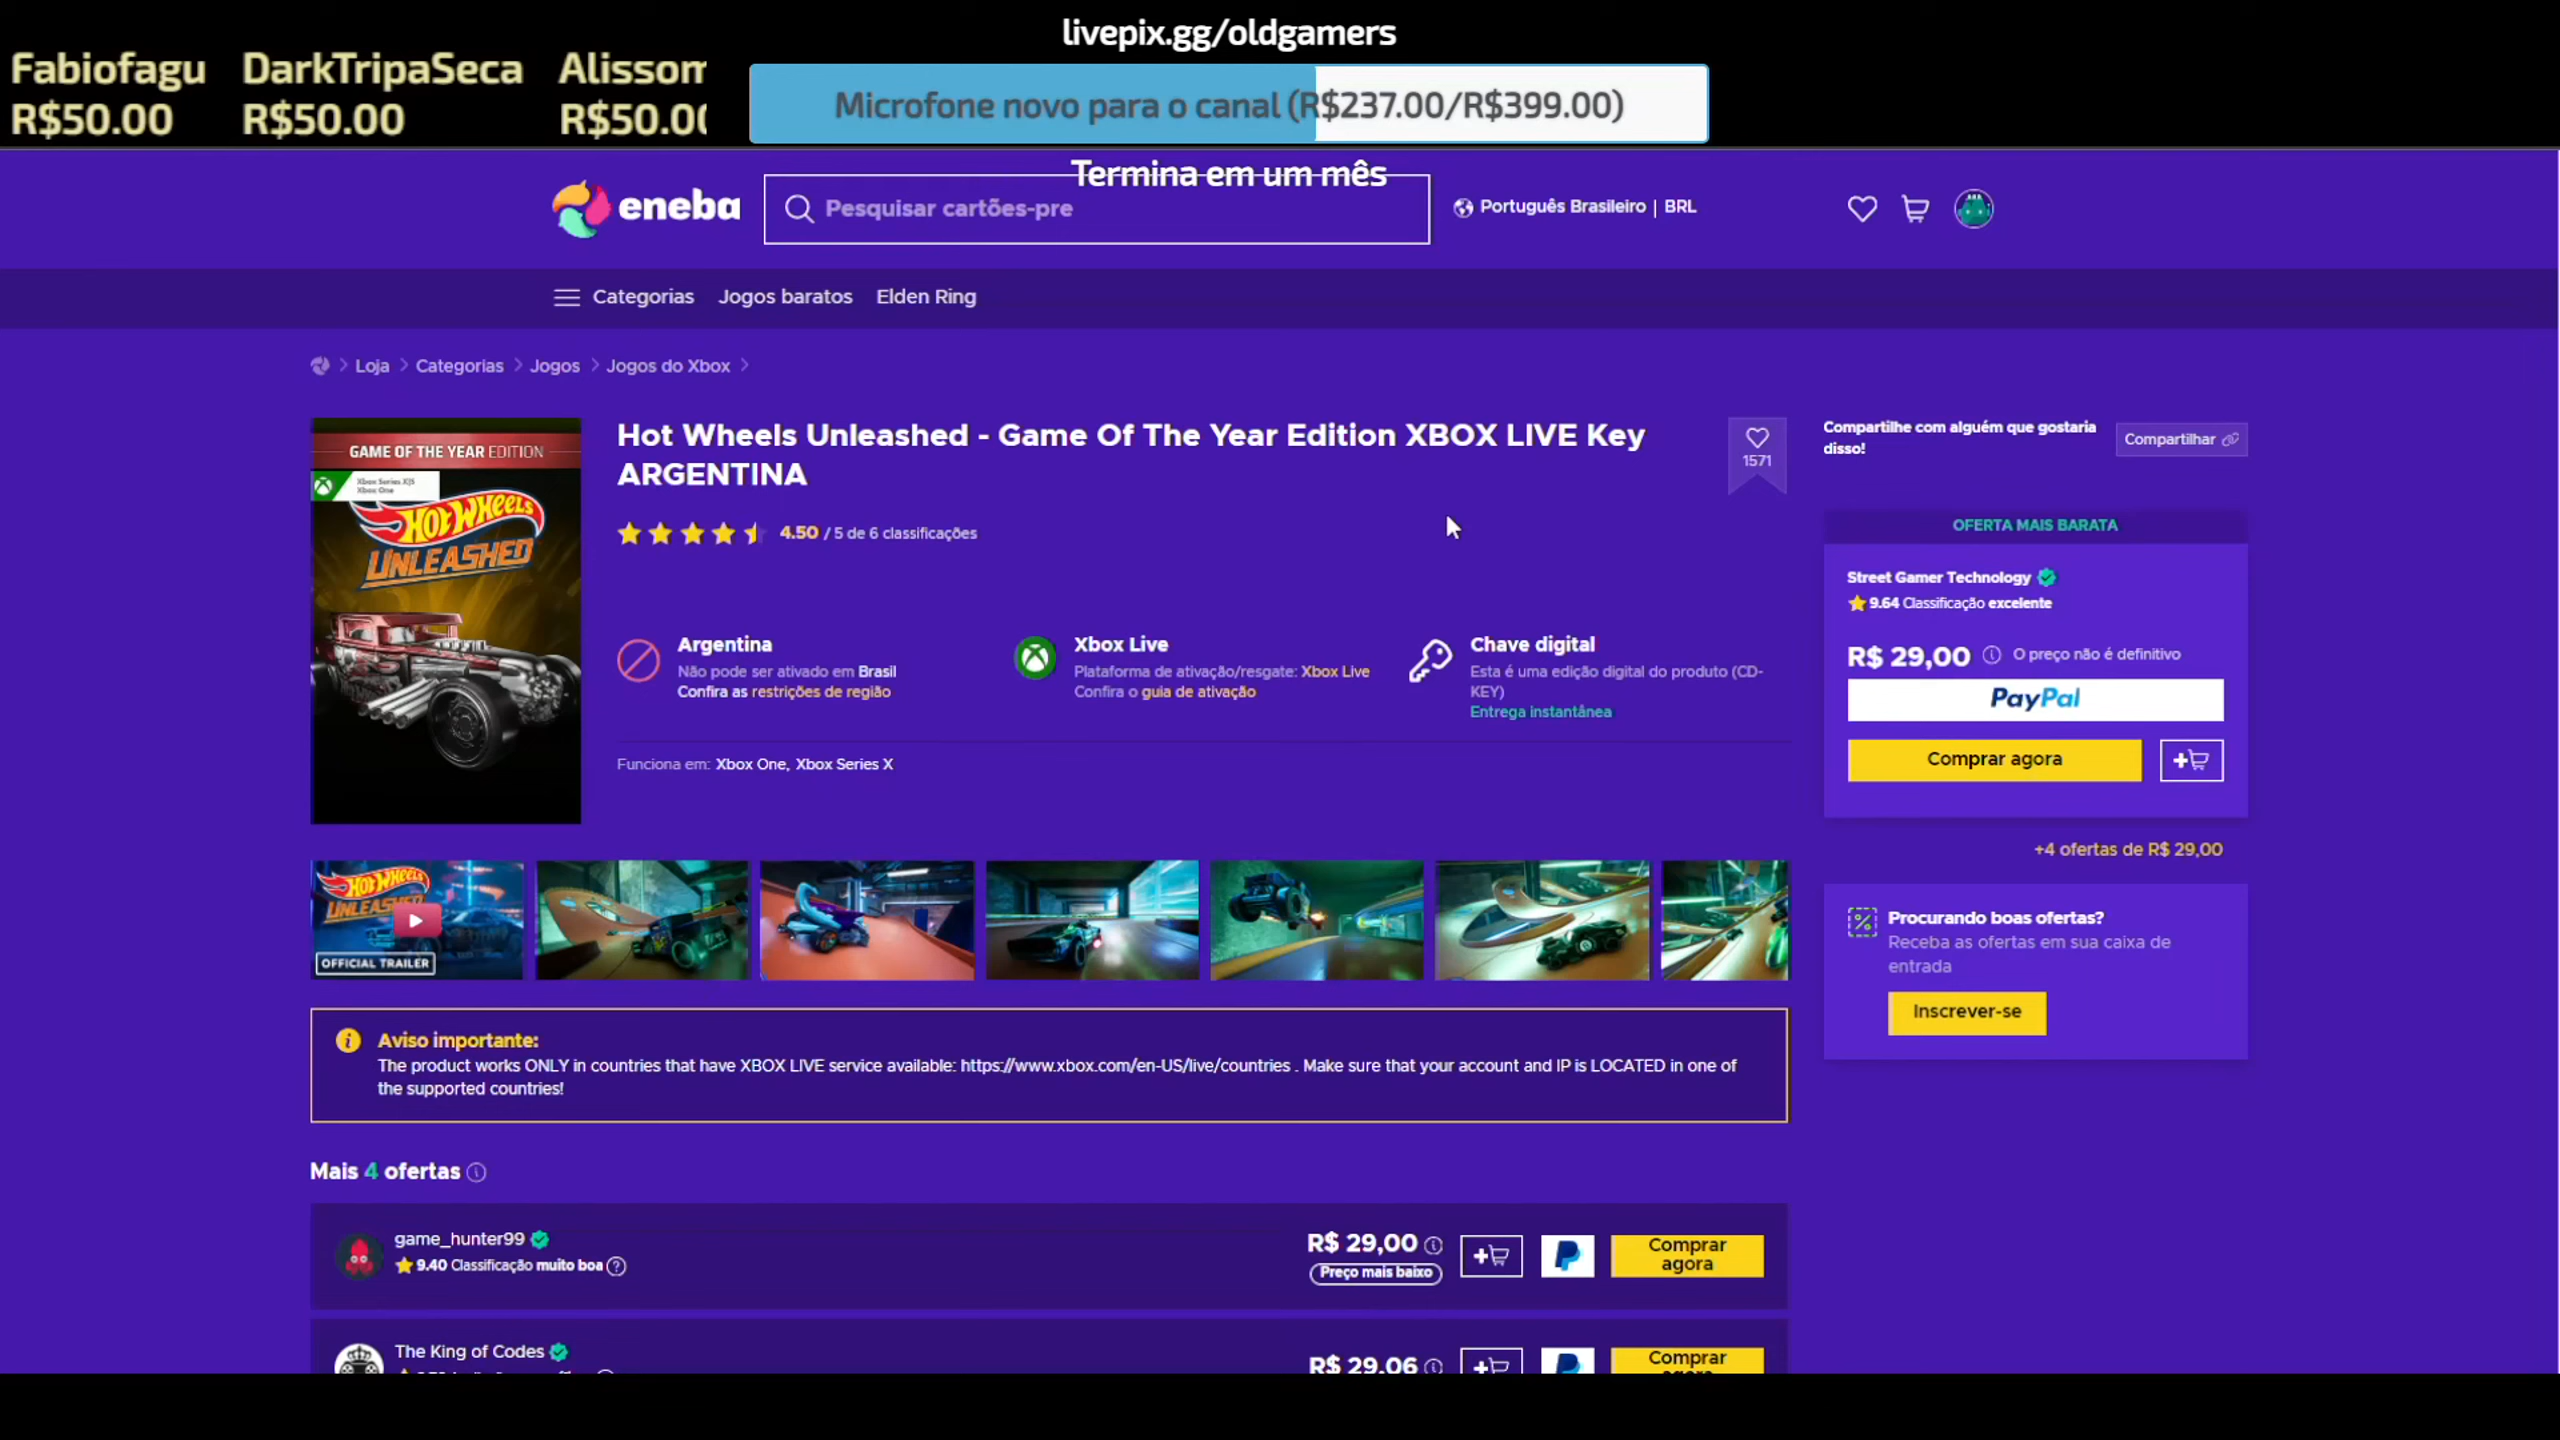 livepix.gg/oldgamers
Fabiofagu DarkTripaSeca Alissom
R$50.00 R$50.00 R$50.00
Microfone novo para o canal (R$237.00/R$399.00)
Termina em um mês
eneba
Pesquisar cartões-pre
Português Brasileiro | BRL
Categorias Jogos baratos Elden Ring
Loja > Categorias > Jogos > Jogos do Xbox >
GAME OF THE YEAR EDITION
Xbox Series X|S
Xbox One
HOT WHEELS
UNLEASHED
Hot Wheels Unleashed - Game Of The Year Edition XBOX LIVE Key
ARGENTINA
1571
4.50 / 5 de 6 classificações
Argentina
Não pode ser ativado em Brasil
Confira as restrições de região
Xbox Live
Plataforma de ativação/resgate: Xbox Live
Confira o guia de ativação
Chave digital
Esta é uma edição digital do produto (CD-
KEY)
Entrega instantânea
Funciona em: Xbox One, Xbox Series X
Compartilhe com alguém que gostaria
disso!
Compartilhar
OFERTA MAIS BARATA
Street Gamer Technology
9.64 Classificação excelente
R$ 29,00 O preço não é definitivo
PayPal
Comprar agora
+4 ofertas de R$ 29,00
Procurando boas ofertas?
Receba as ofertas em sua caixa de
entrada
Inscrever-se
HOT WHEELS
UNLEASHED
OFFICIAL TRAILER
Aviso importante:
The product works ONLY in countries that have XBOX LIVE service available: https://www.xbox.com/en-US/live/countries . Make sure that your account and IP is LOCATED in one of
the supported countries!
Mais 4 ofertas
game_hunter99
9.40 Classificação muito boa
R$ 29,00
Preço mais baixo
Comprar
agora
The King of Codes
R$ 29,06
Comprar